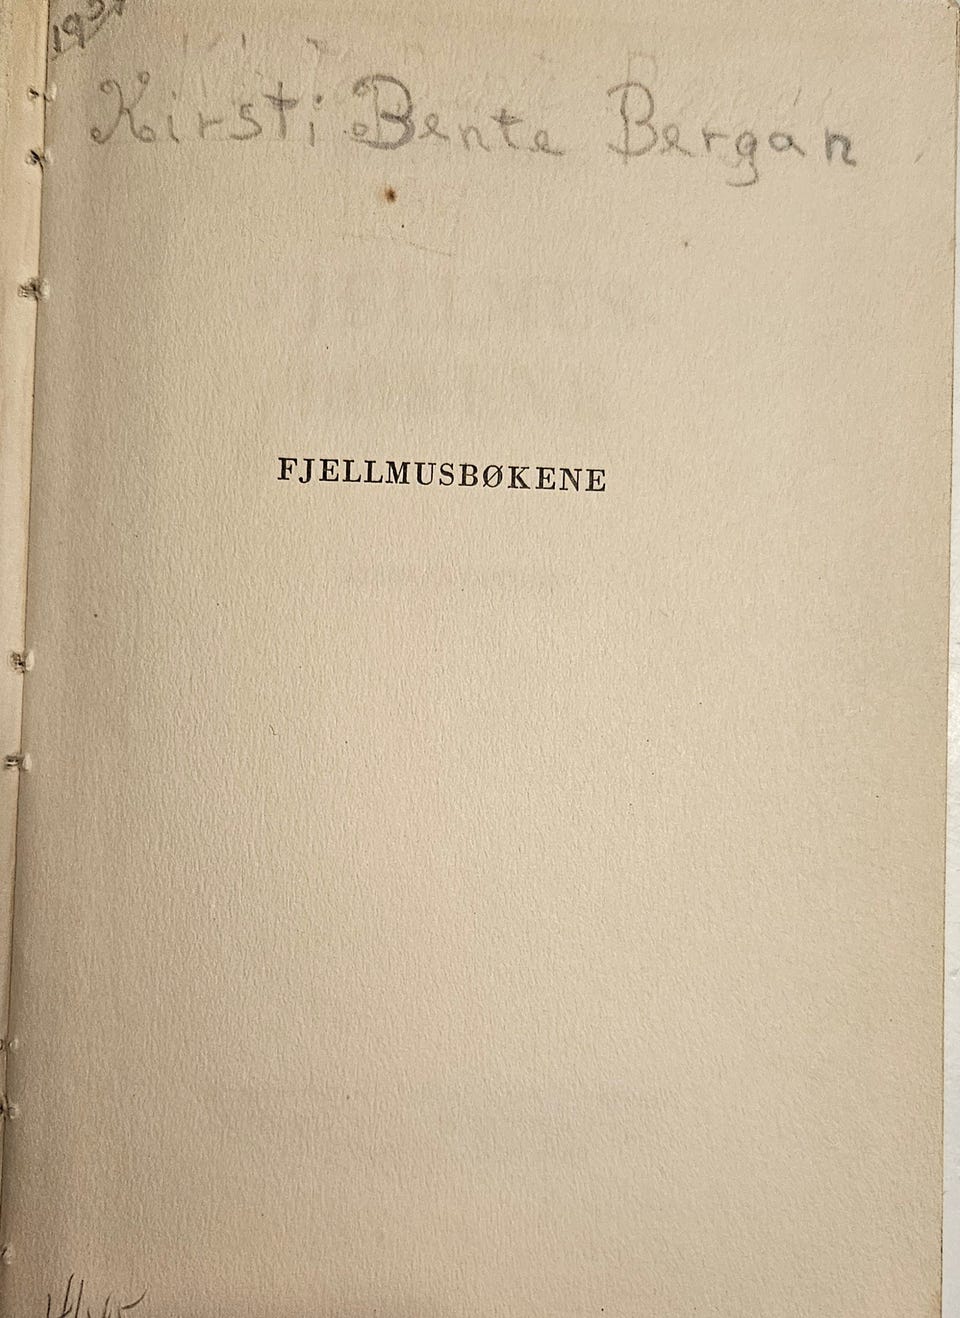 Kirsti Bente Bergan
FJELLMUSBØKENE